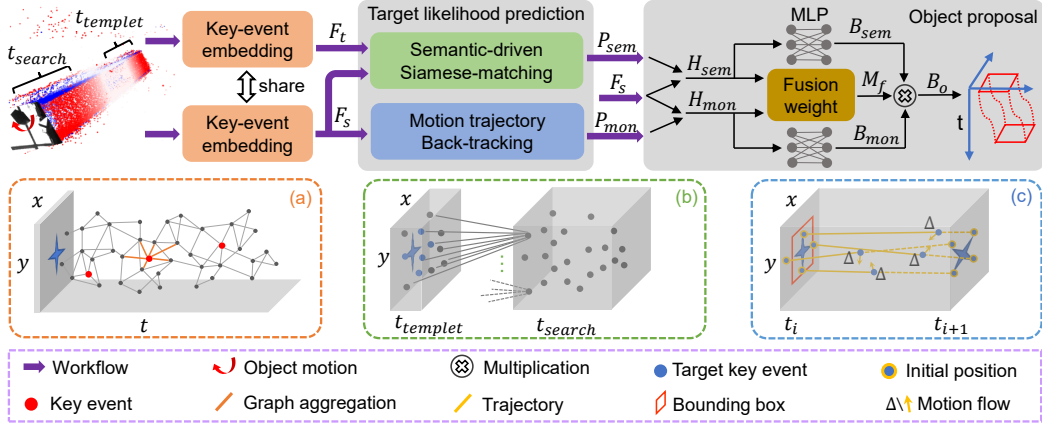 t_templet
t_search
Key-event
embedding
share
Key-event
embedding
F_t
F_s
Target likelihood prediction
Semantic-driven
Siamese-matching
Motion trajectory
Back-tracking
P_sem
F_s
P_mon
H_sem
H_mon
MLP
Fusion
weight
B_sem
M_f
B_mon
B_o
Object proposal
t
(a)
x
y
t
(b)
x
y
t_templet
t_search
(c)
x
y
Δ
Δ
Δ
Δ
t_i
t_{i+1}
Workflow
Object motion
Multiplication
Target key event
Initial position
Key event
Graph aggregation
Trajectory
Bounding box
Δ\ Motion flow